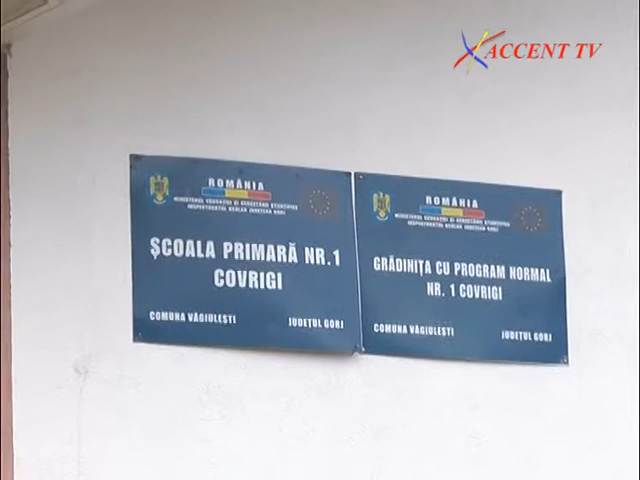 ACCENT TV
ROMÂNIA
MINISTERUL EDUCAȚIEI ȘI CERCETĂRII ȘTIINȚIFICE
INSPECTORATUL ȘCOLAR JUDEȚEAN GORJ
ȘCOALA PRIMARĂ NR.1
COVRIGI
COMUNA VĂGIULEȘTI JUDEȚUL GORJ
ROMÂNIA
MINISTERUL EDUCAȚIEI ȘI CERCETĂRII ȘTIINȚIFICE
INSPECTORATUL ȘCOLAR JUDEȚEAN GORJ
GRĂDINIȚA CU PROGRAM NORMAL
NR. 1 COVRIGI
COMUNA VĂGIULEȘTI JUDEȚUL GORJ